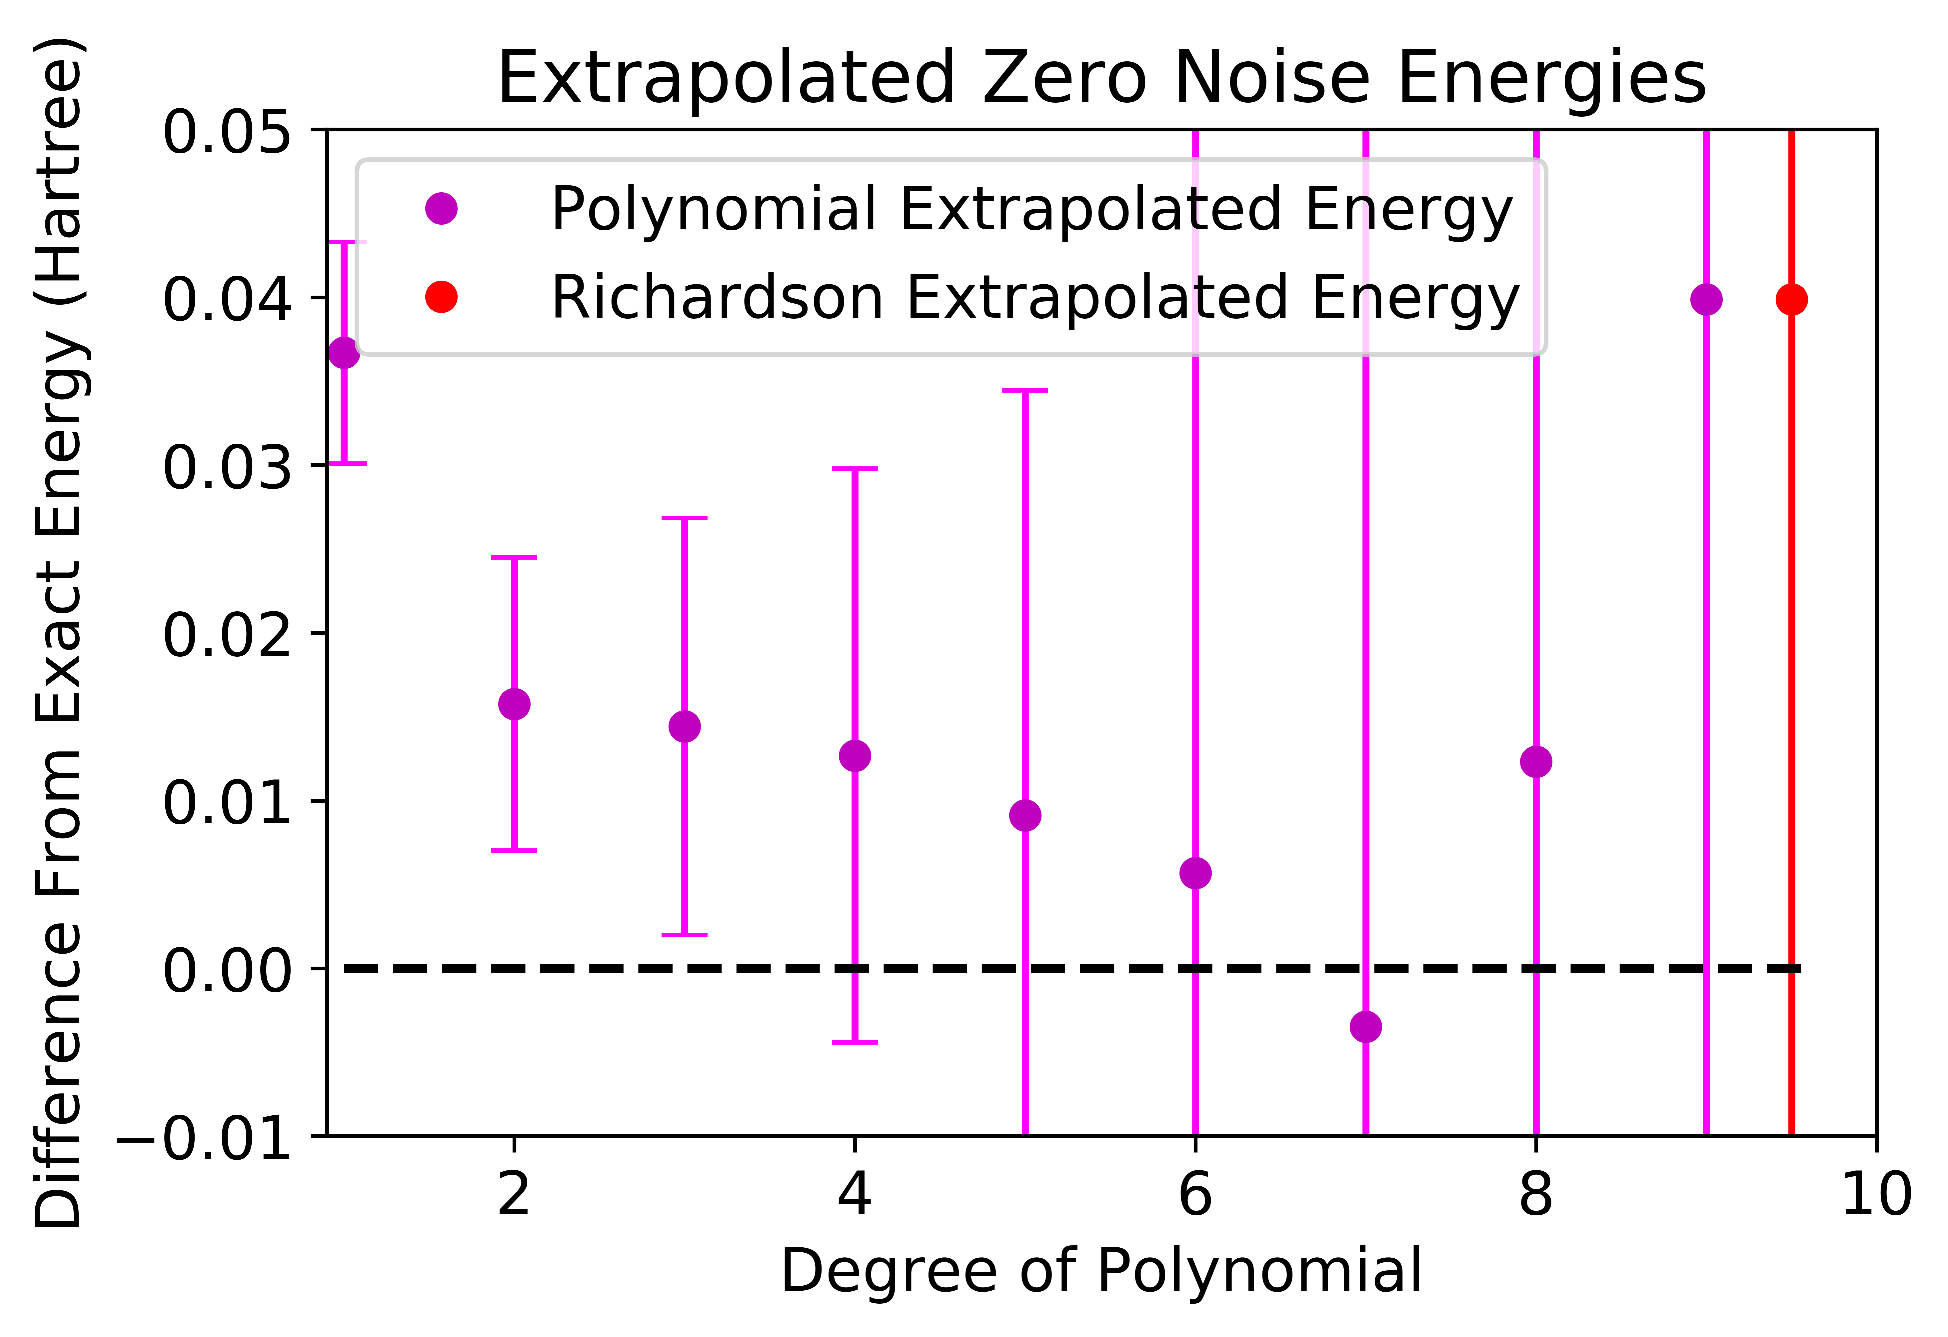 Extrapolated Zero Noise Energies
Difference From Exact Energy (Hartree)
0.05
0.04
0.03
0.02
0.01
0.00
−0.01
Polynomial Extrapolated Energy
Richardson Extrapolated Energy
2
4
6
8
10
Degree of Polynomial